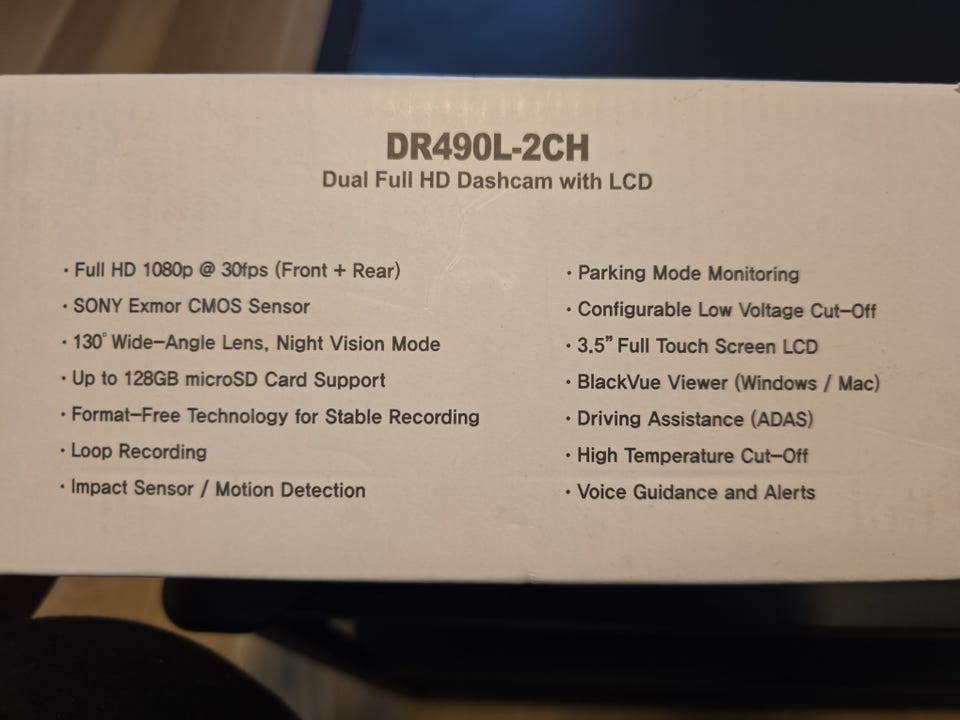 DR490L-2CH
Dual Full HD Dashcam with LCD
· Full HD 1080p @ 30fps (Front + Rear)
· SONY Exmor CMOS Sensor
· 130° Wide-Angle Lens, Night Vision Mode
· Up to 128GB microSD Card Support
· Format-Free Technology for Stable Recording
· Loop Recording
· Impact Sensor / Motion Detection
· Parking Mode Monitoring
· Configurable Low Voltage Cut-Off
· 3.5” Full Touch Screen LCD
· BlackVue Viewer (Windows / Mac)
· Driving Assistance (ADAS)
· High Temperature Cut-Off
· Voice Guidance and Alerts